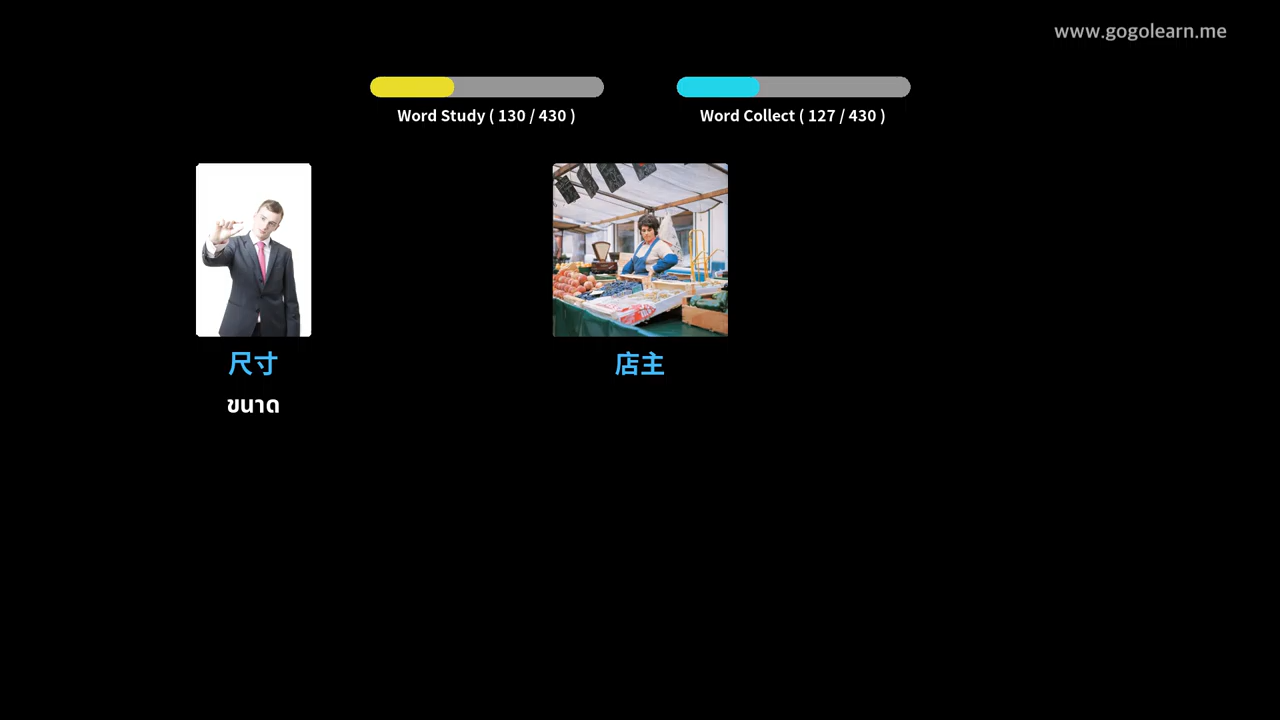 www.gogolearn.me
Word Study ( 130 / 430 )
Word Collect ( 127 / 430 )
尺寸
店主
ขนาด